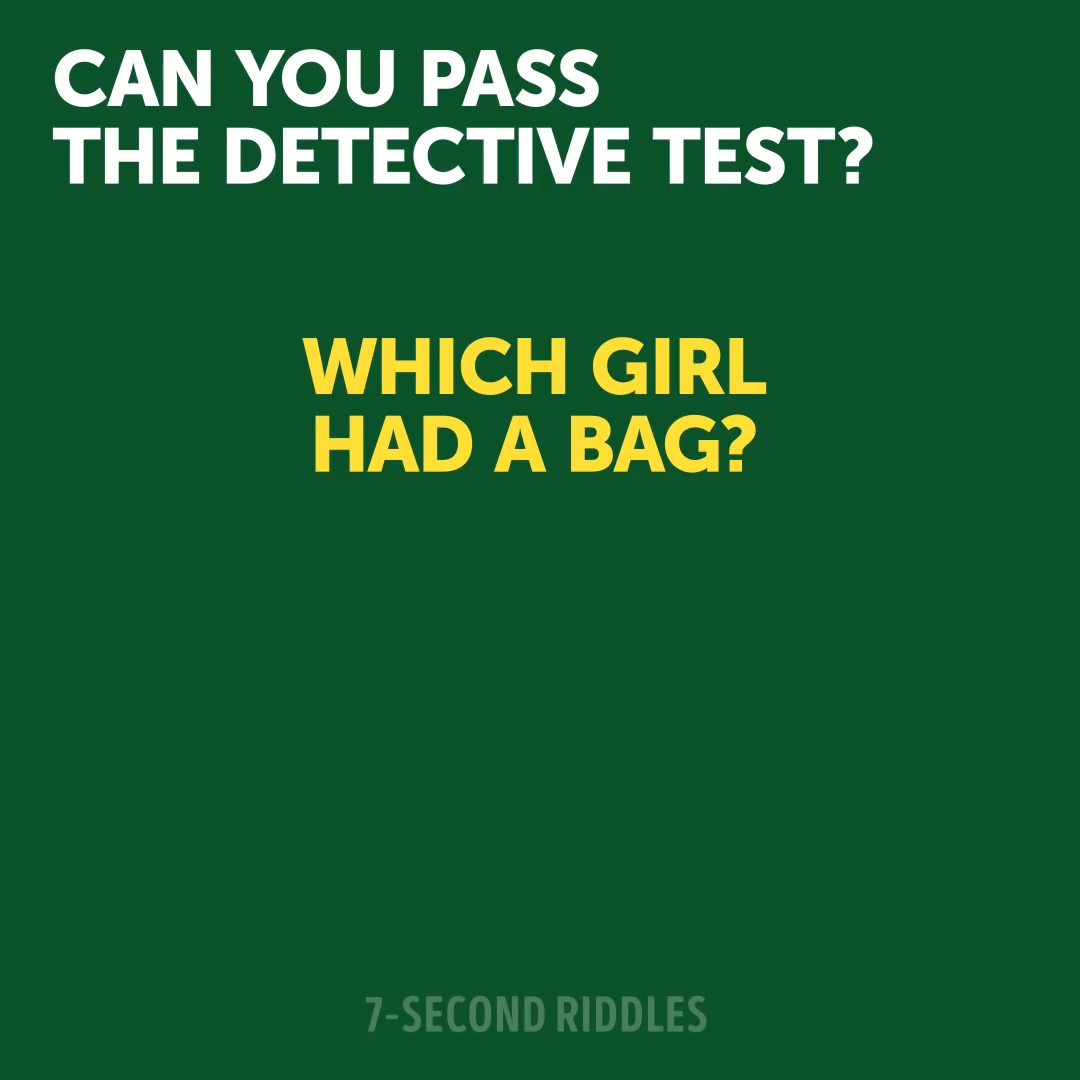 CAN YOU PASS
THE DETECTIVE TEST?
WHICH GIRL
HAD A BAG?
7-SECOND RIDDLES